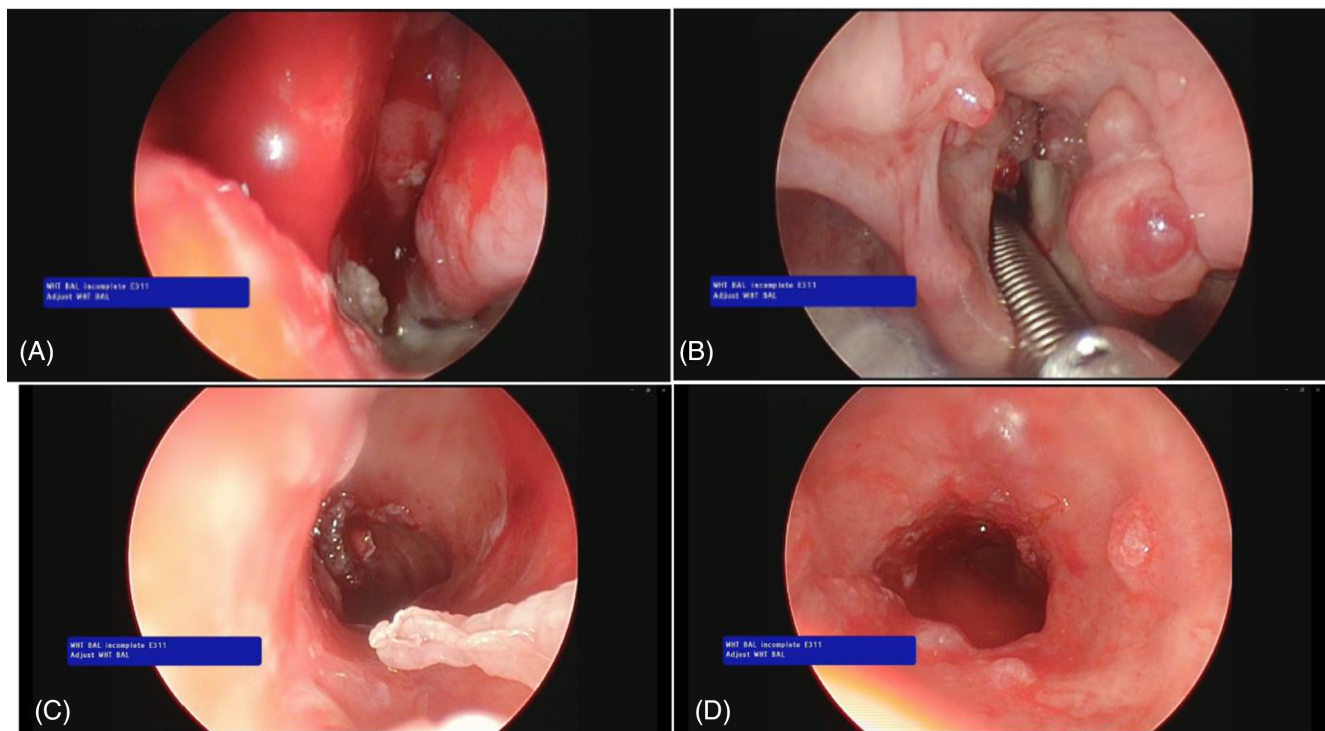 WHT BAL incomplete E311
Adjust WHT BAL
(A)
WHT BAL incomplete E311
Adjust WHT BAL
(B)
WHT BAL incomplete E311
Adjust WHT BAL
(C)
WHT BAL incomplete E311
Adjust WHT BAL
(D)